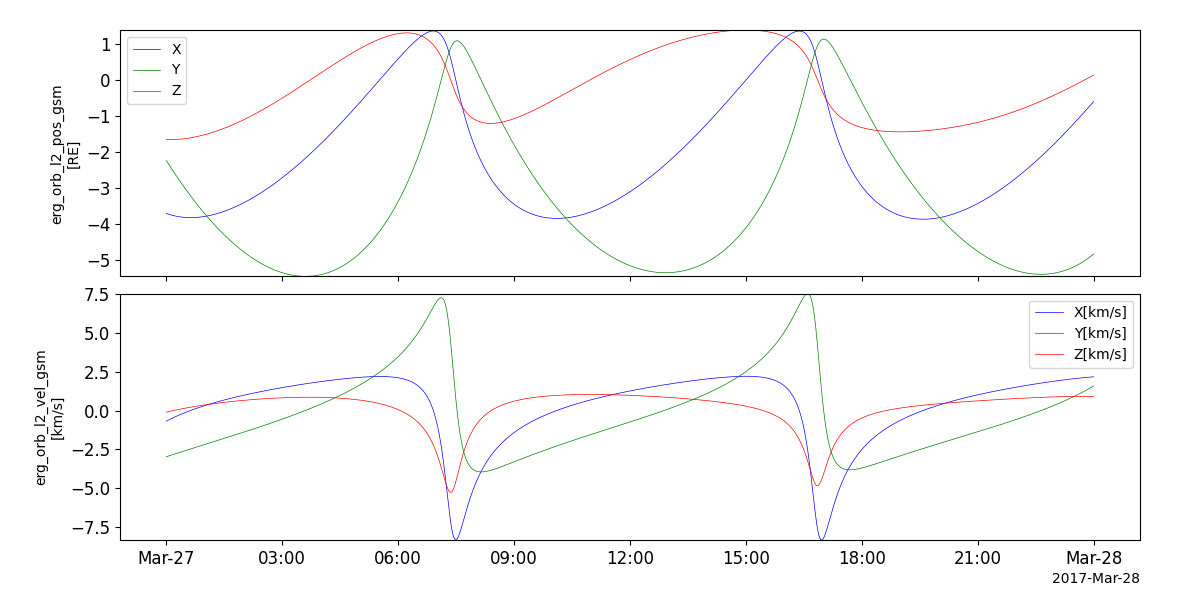 erg_orb_l2_pos_gsm
[RE]
1
0
−1
−2
−3
−4
−5
X
Y
Z
erg_orb_l2_vel_gsm
[km/s]
7.5
5.0
2.5
0.0
−2.5
−5.0
−7.5
X[km/s]
Y[km/s]
Z[km/s]
Mar-27 03:00 06:00 09:00 12:00 15:00 18:00 21:00 Mar-28
2017-Mar-28